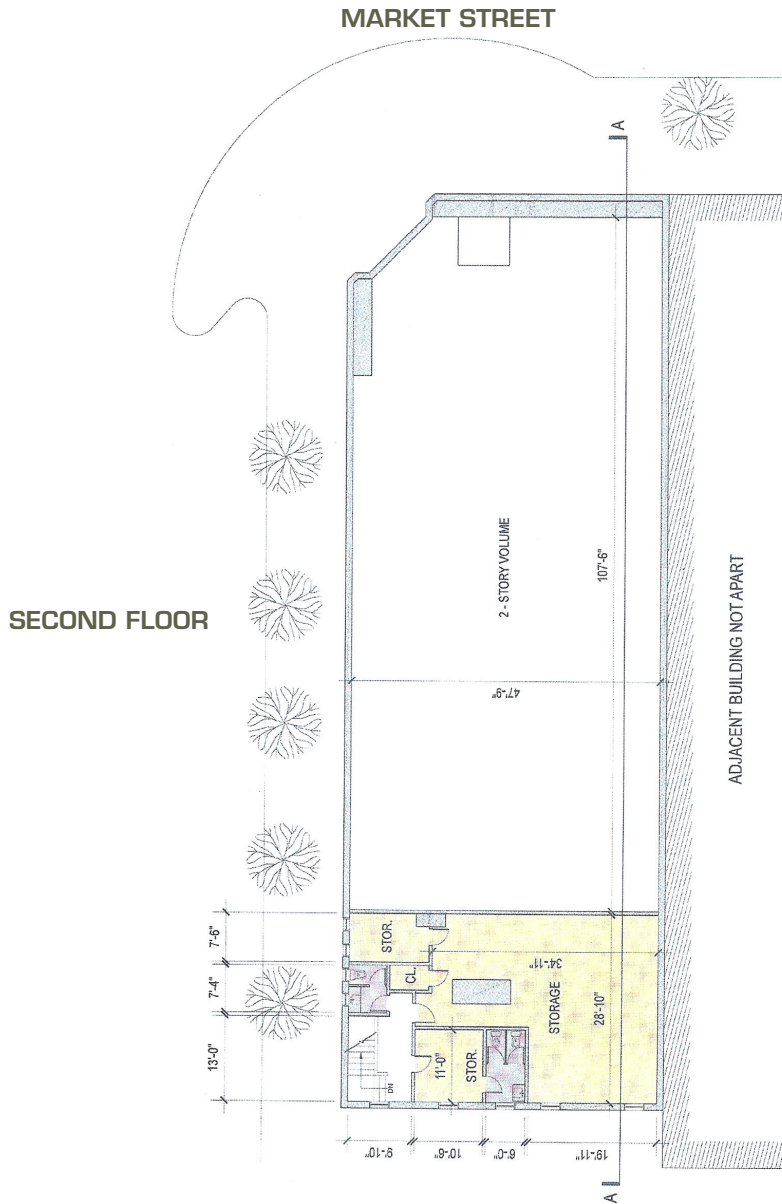 MARKET STREET
A
2 - STORY VOLUME
107'-6"
SECOND FLOOR
47'-9"
ADJACENT BUILDING NOT APART
7'-6"
7'-4"
13'-0"
STOR.
CL.
34'-11"
STORAGE
28'-10"
11'-0"
STOR.
DN
9'-10"
10'-6"
6'-0"
19'-11"
A